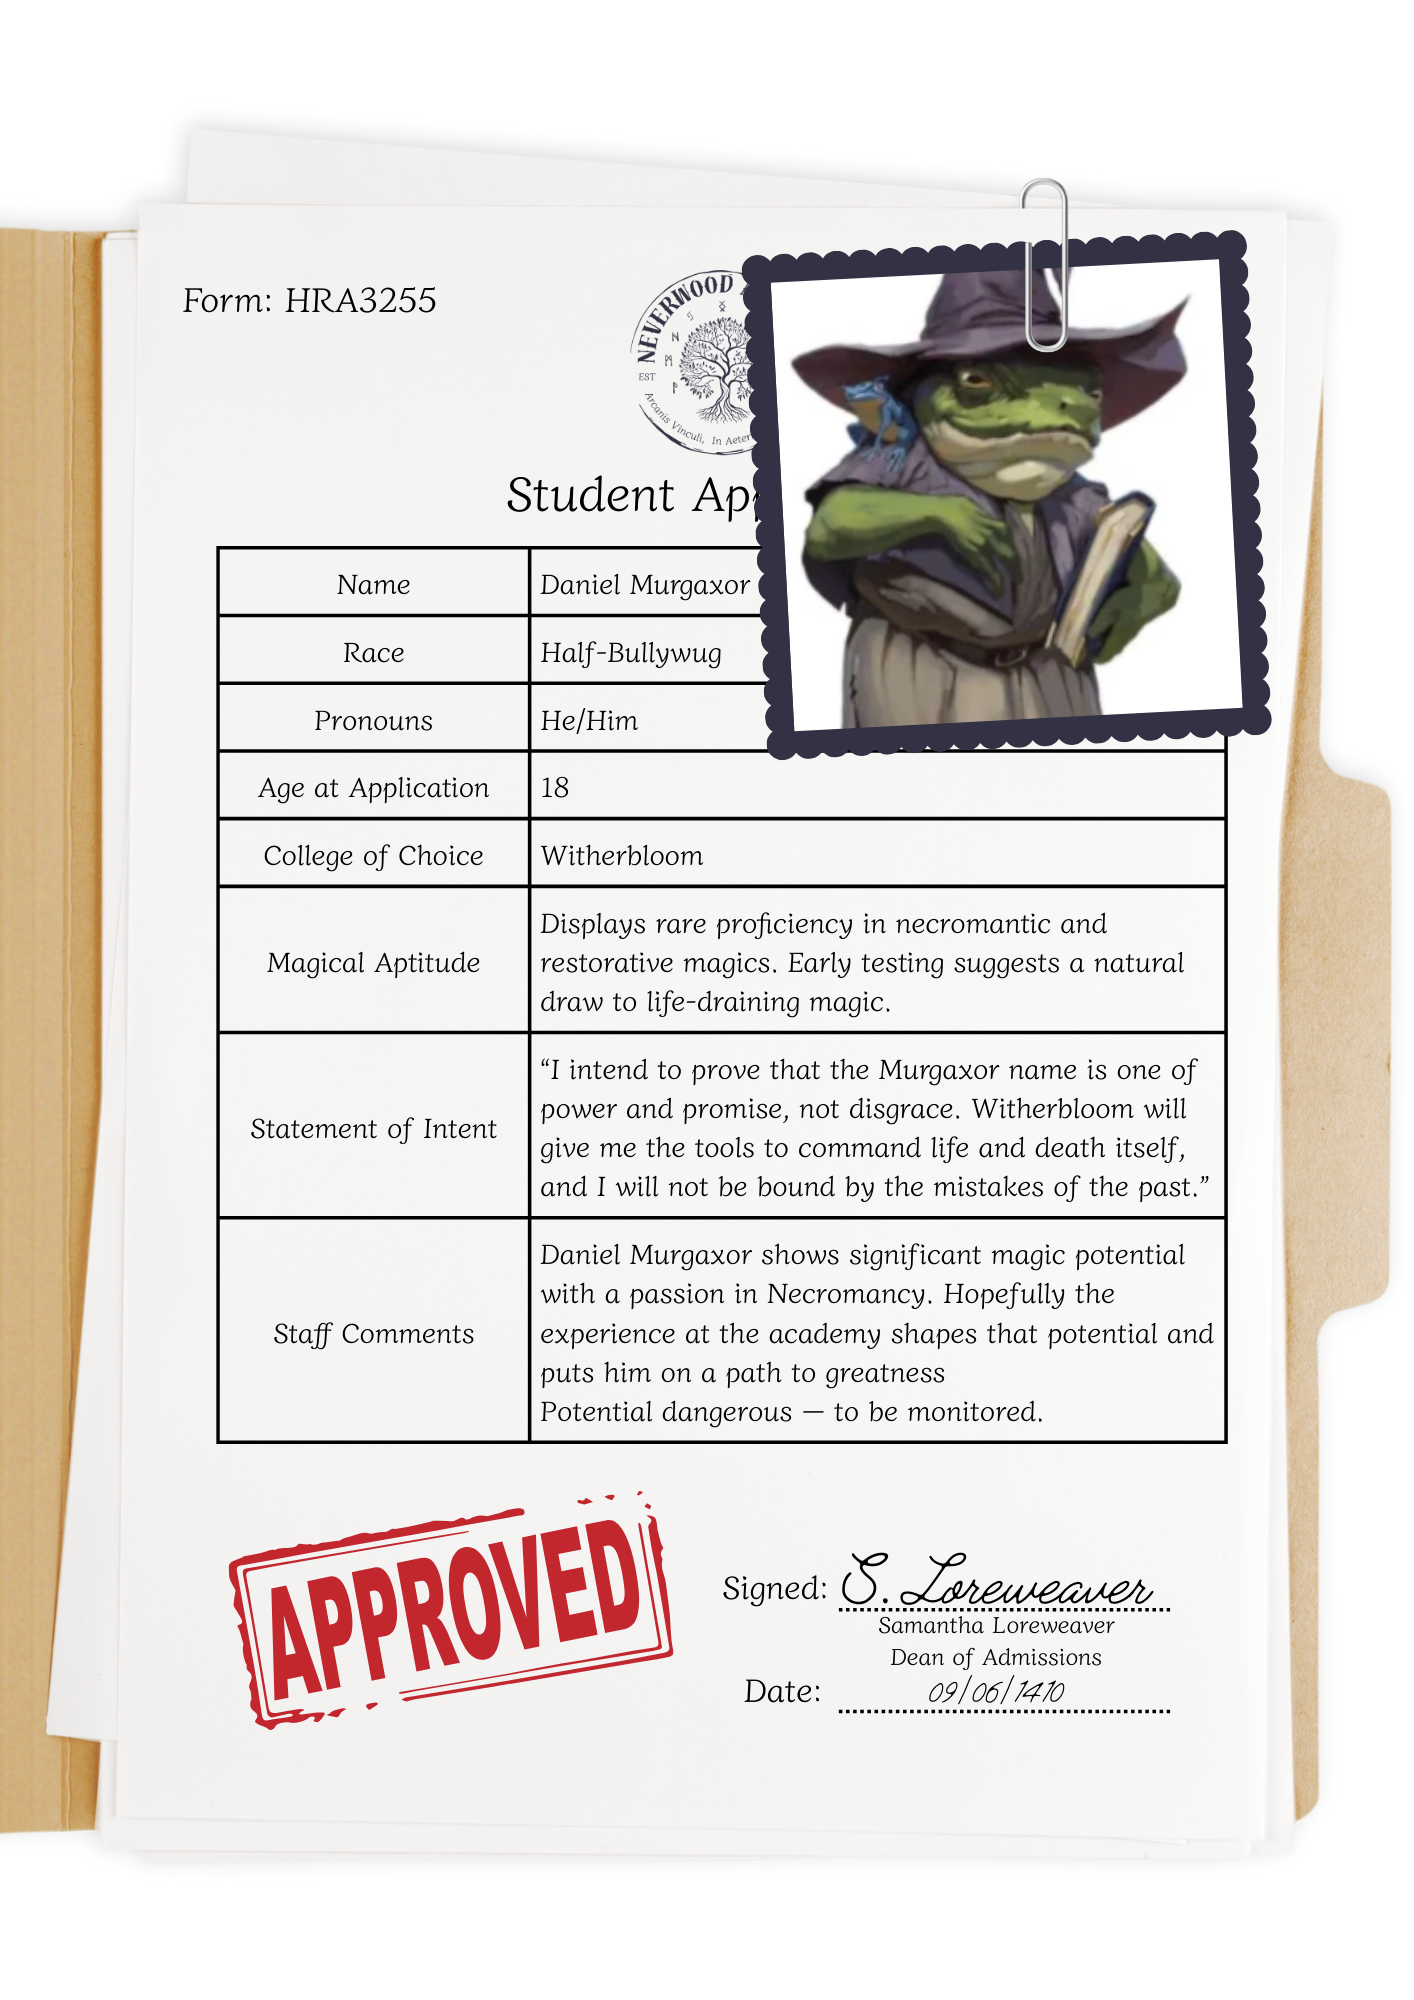 Form: HRA3255
NEVERWOOD
EST
Arcanis Vinculi, In
Student
Name
Daniel Murgaxor
Race
Half-Bullywug
Pronouns
He/Him
Age at Application
18
College of Choice
Witherbloom
Magical Aptitude
Displays rare proficiency in necromantic and
restorative magics. Early testing suggests a natural
draw to life-draining magic.
Statement of Intent
“I intend to prove that the Murgaxor name is one of
power and promise, not disgrace. Witherbloom will
give me the tools to command life and death itself,
and I will not be bound by the mistakes of the past.”
Staff Comments
Daniel Murgaxor shows significant magic potential
with a passion in Necromancy. Hopefully the
experience at the academy shapes that potential and
puts him on a path to greatness
Potential dangerous — to be monitored.
APPROVED
Signed: S. Loreweaver
Samantha Loreweaver
Dean of Admissions
Date: 09/06/1410